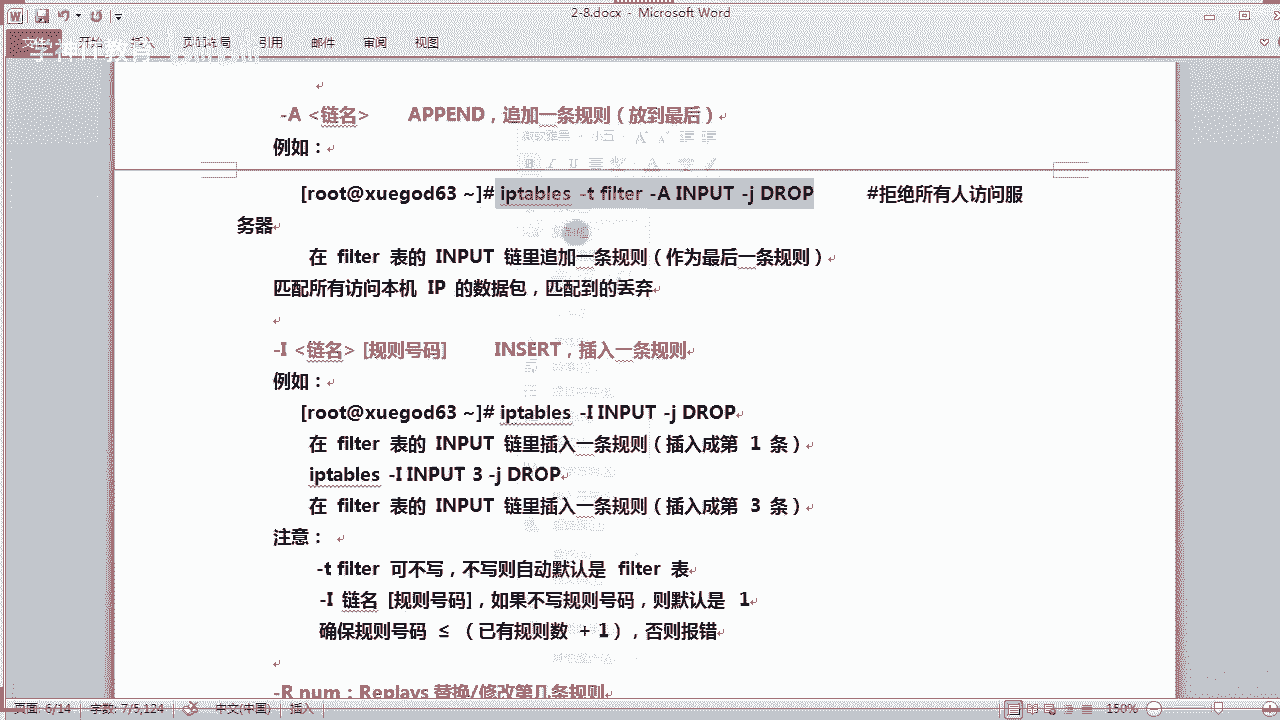 2-8.docx - Microsoft Word
文件 开始 插入 页面布局 引用 邮件 审阅 视图
-A <链名> APPEND，追加一条规则（放到最后）
例如：
[root@xuegod63 ~]# iptables -t filter -A INPUT -j DROP #拒绝所有人访问服
务器
在 filter 表的 INPUT 链里追加一条规则（作为最后一条规则）
匹配所有访问本机 IP 的数据包，匹配到的丢弃
-I <链名> [规则号码] INSERT，插入一条规则
例如：
[root@xuegod63 ~]# iptables -I INPUT -j DROP
在 filter 表的 INPUT 链里插入一条规则（插入成第 1 条）
iptables -I INPUT 3 -j DROP
在 filter 表的 INPUT 链里插入一条规则（插入成第 3 条）
注意：
-t filter 可不写，不写则自动默认是 filter 表
-I 链名 [规则号码]，如果不写规则号码，则默认是 1
确保规则号码 ≤ （已有规则数 + 1），否则报错
-R num：Replays 替换/修改第几条规则
页面: 6/14 字数: 7/5,124 中文(中国) 插入 150%